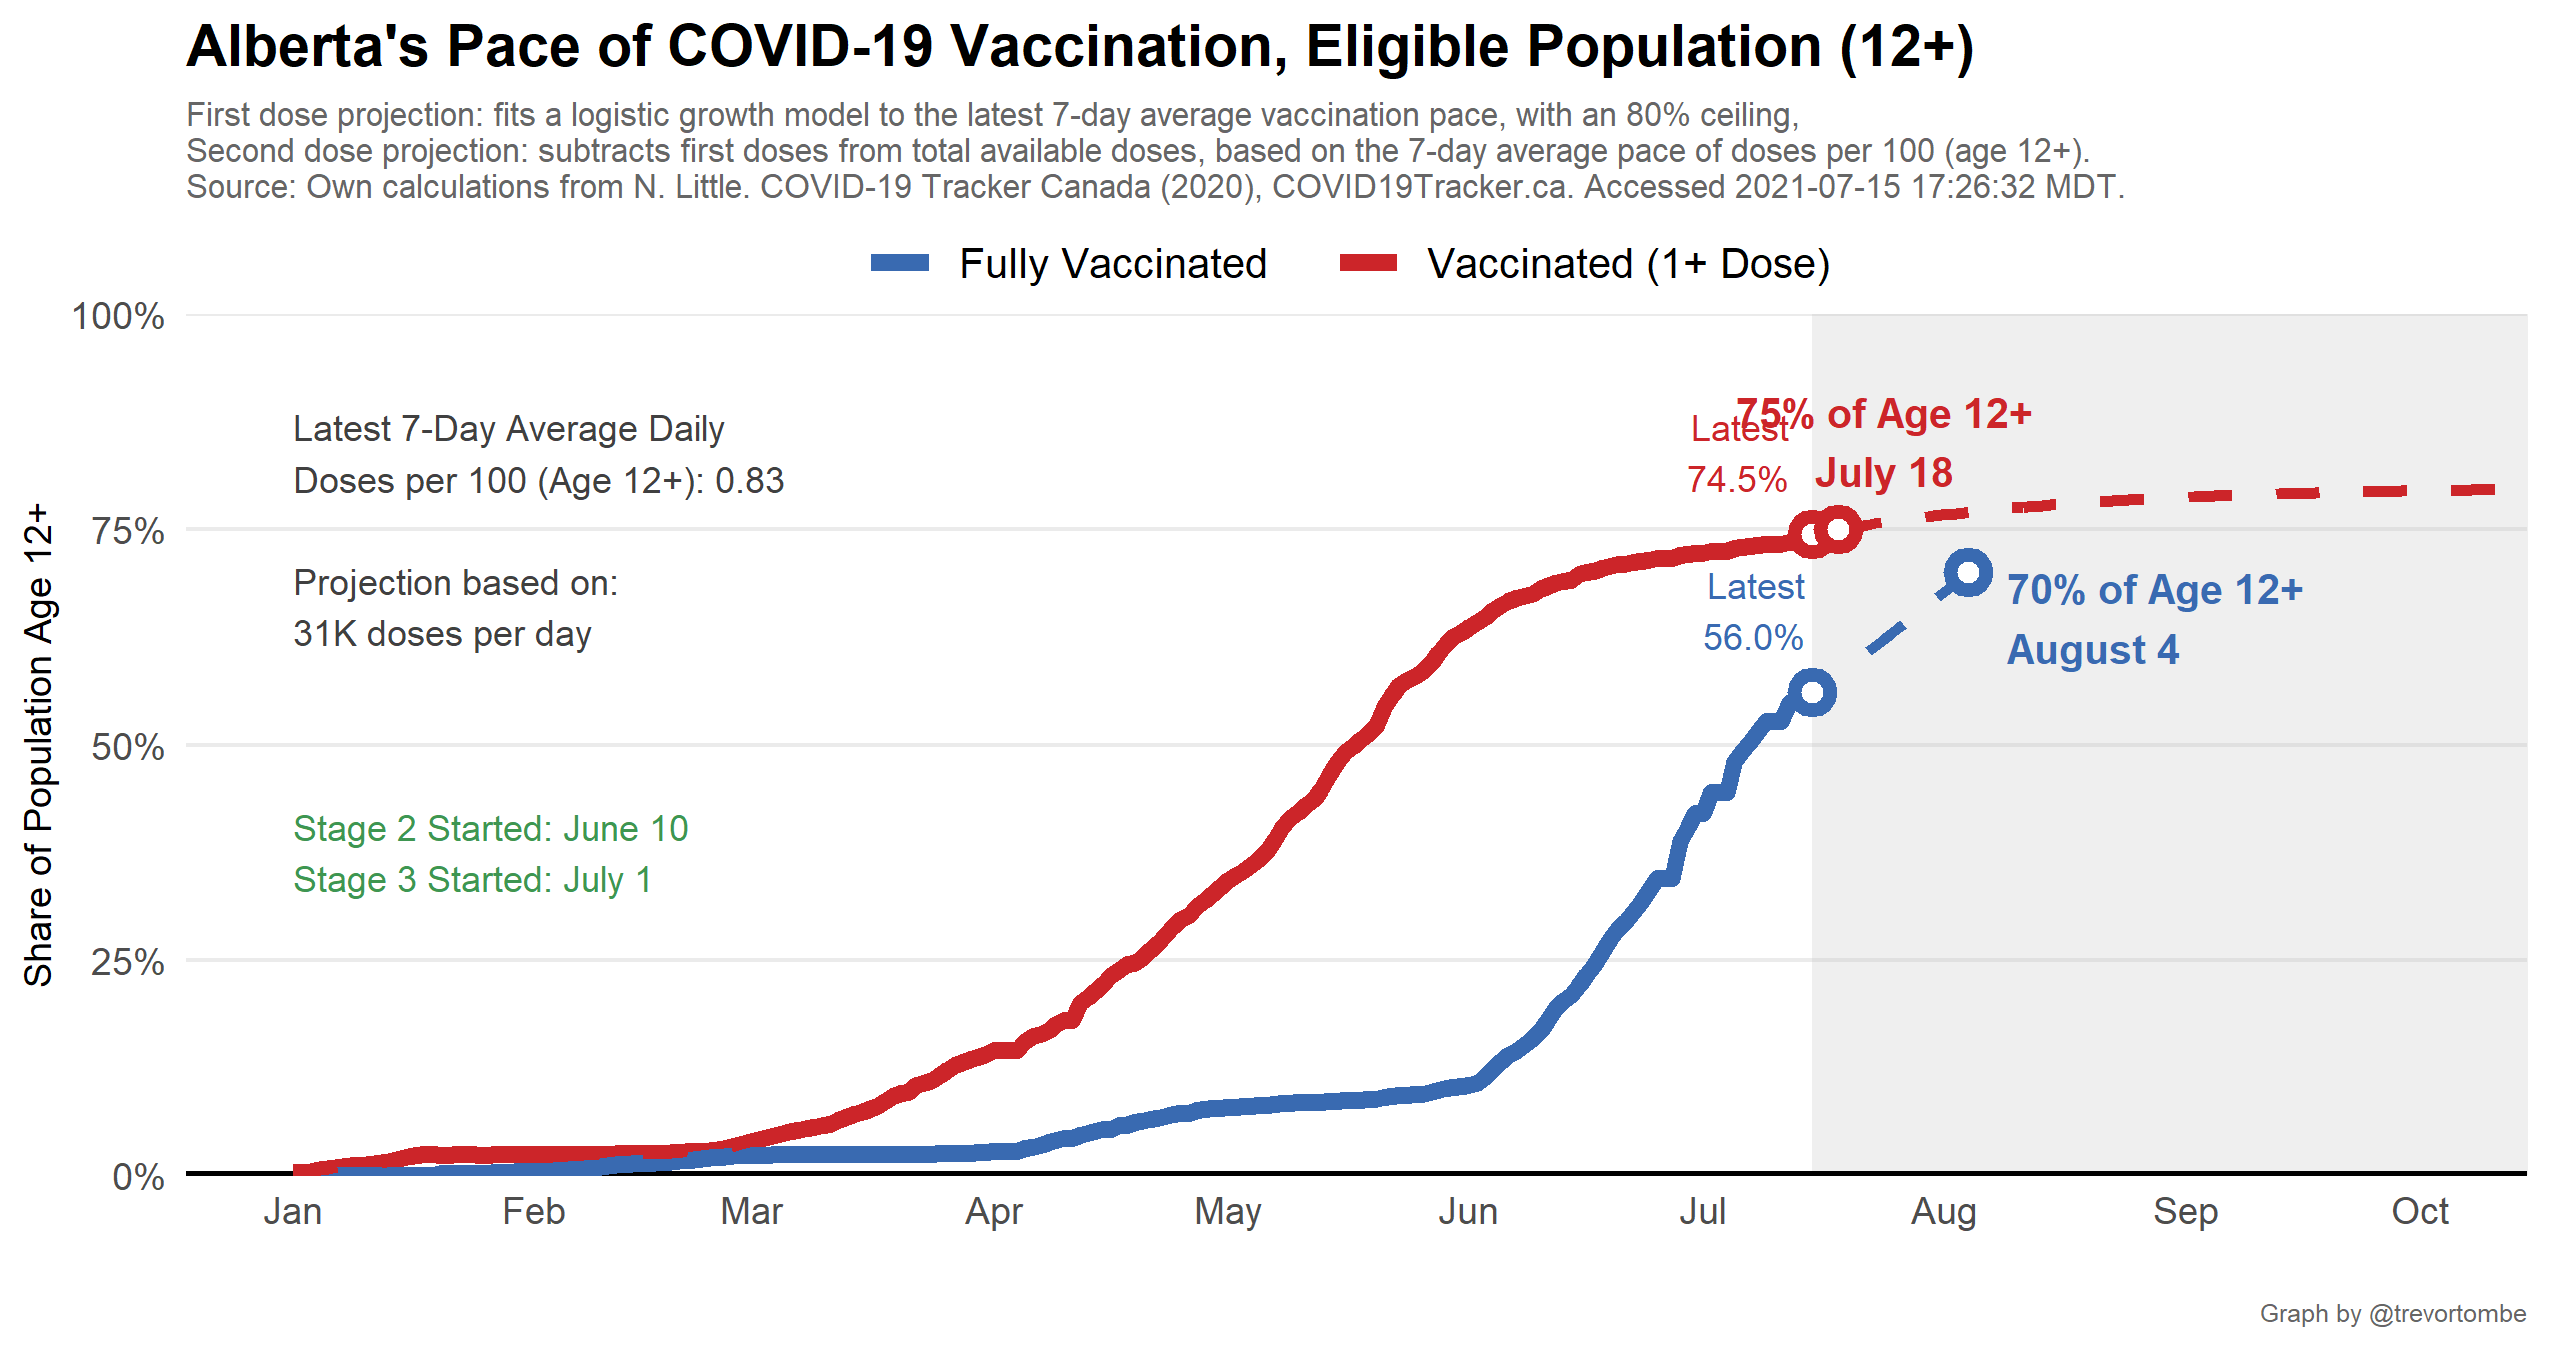 Alberta's Pace of COVID-19 Vaccination, Eligible Population (12+)
First dose projection: fits a logistic growth model to the latest 7-day average vaccination pace, with an 80% ceiling,
Second dose projection: subtracts first doses from total available doses, based on the 7-day average pace of doses per 100 (age 12+).
Source: Own calculations from N. Little. COVID-19 Tracker Canada (2020), COVID19Tracker.ca. Accessed 2021-07-15 17:26:32 MDT.
Fully Vaccinated
Vaccinated (1+ Dose)
Share of Population Age 12+
100%
75%
50%
25%
0%
Latest 7-Day Average Daily
Doses per 100 (Age 12+): 0.83
Projection based on:
31K doses per day
Stage 2 Started: June 10
Stage 3 Started: July 1
Latest
74.5%
75% of Age 12+
July 18
Latest
56.0%
70% of Age 12+
August 4
Jan
Feb
Mar
Apr
May
Jun
Jul
Aug
Sep
Oct
Graph by @trevortombe